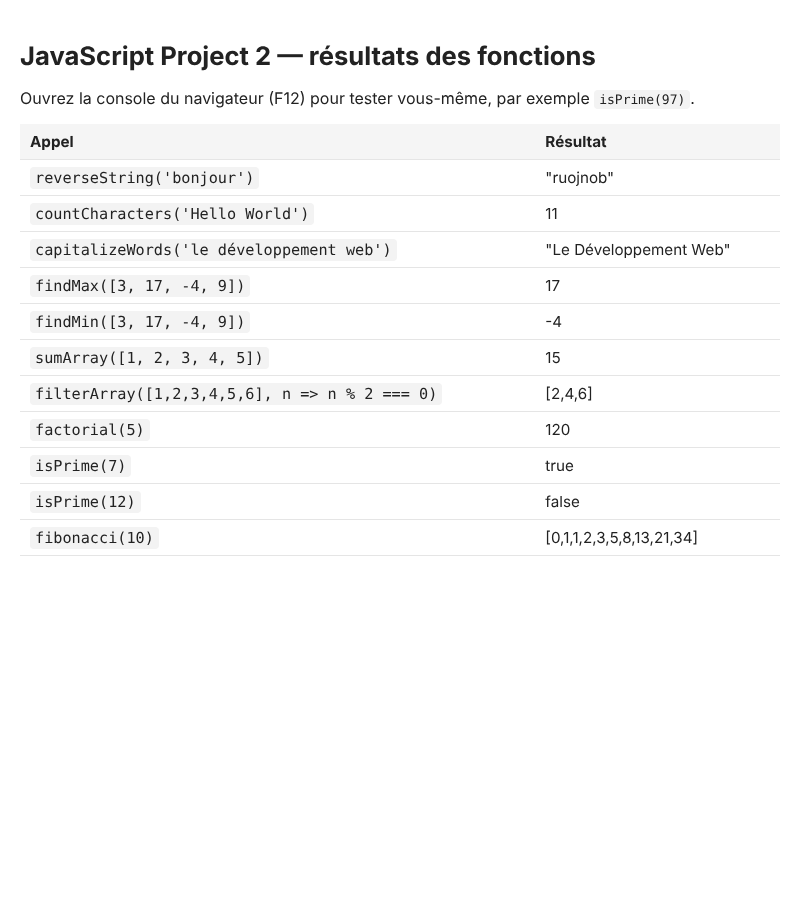 JavaScript Project 2 — résultats des fonctions
Ouvrez la console du navigateur (F12) pour tester vous-même, par exemple isPrime(97).
Appel Résultat
reverseString('bonjour') "ruojnob"
countCharacters('Hello World') 11
capitalizeWords('le développement web') "Le Développement Web"
findMax([3, 17, -4, 9]) 17
findMin([3, 17, -4, 9]) -4
sumArray([1, 2, 3, 4, 5]) 15
filterArray([1,2,3,4,5,6], n => n % 2 === 0) [2,4,6]
factorial(5) 120
isPrime(7) true
isPrime(12) false
fibonacci(10) [0,1,1,2,3,5,8,13,21,34]